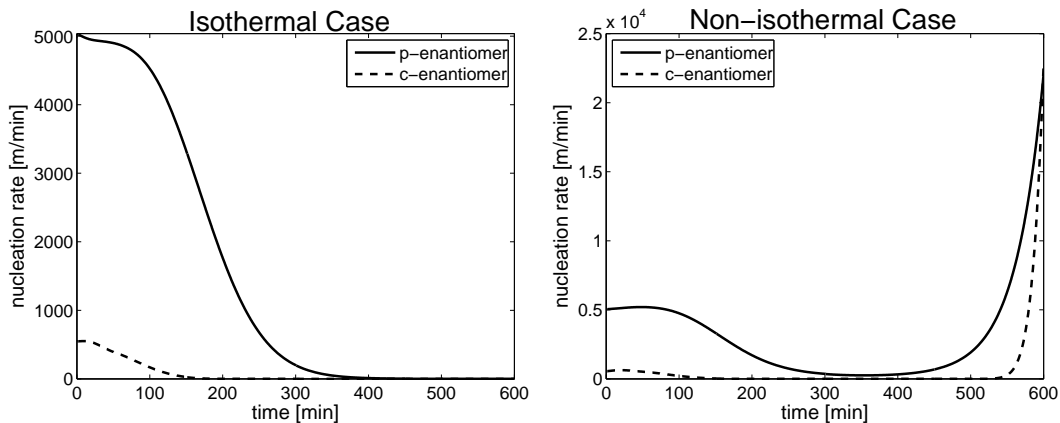 Isothermal Case
5000
4000
3000
2000
1000
0
nucleation rate [m/min]
p−enantiomer
c−enantiomer
0 100 200 300 400 500 600
time [min]
Non−isothermal Case
x 10^4
2.5
2
1.5
1
0.5
0
nucleation rate [m/min]
p−enantiomer
c−enantiomer
0 100 200 300 400 500 600
time [min]